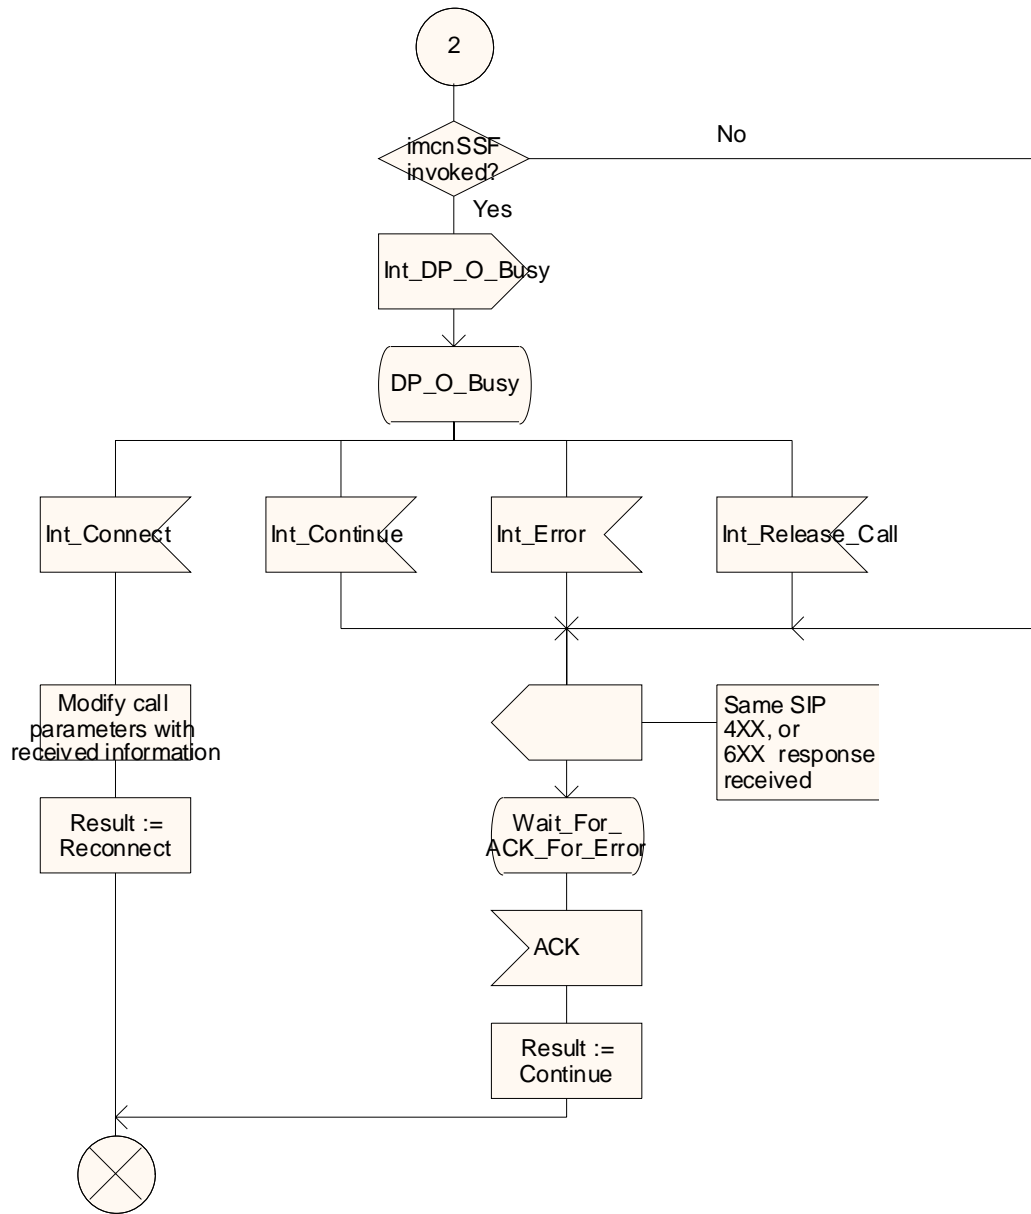 2
imcnSSF
invoked?
No
Yes
Int_DP_O_Busy
DP_O_Busy
Int_Connect
Int_Continue
Int_Error
Int_Release_Call
Modify call
parameters with
received information
Same SIP
4XX, or
6XX response
received
Result :=
Reconnect
Wait_For_
ACK_For_Error
ACK
Result :=
Continue